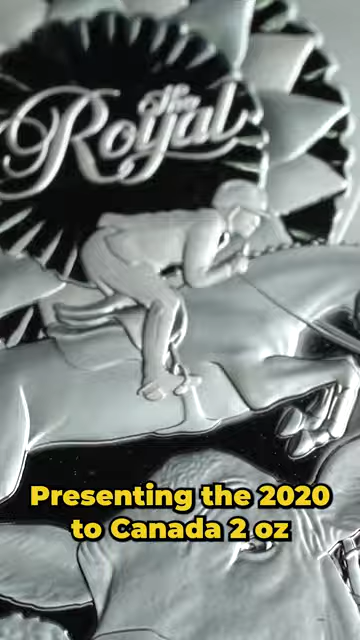 The
Royal
Presenting the 2020
to Canada 2 oz